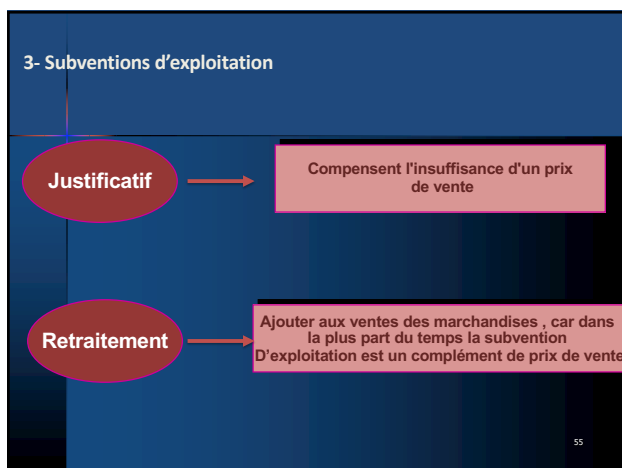 3- Subventions d'exploitation
Justificatif
Compensent l'insuffisance d'un prix
de vente
Retraitement
Ajouter aux ventes des marchandises , car dans
la plus part du temps la subvention
D'exploitation est un complément de prix de vente
55